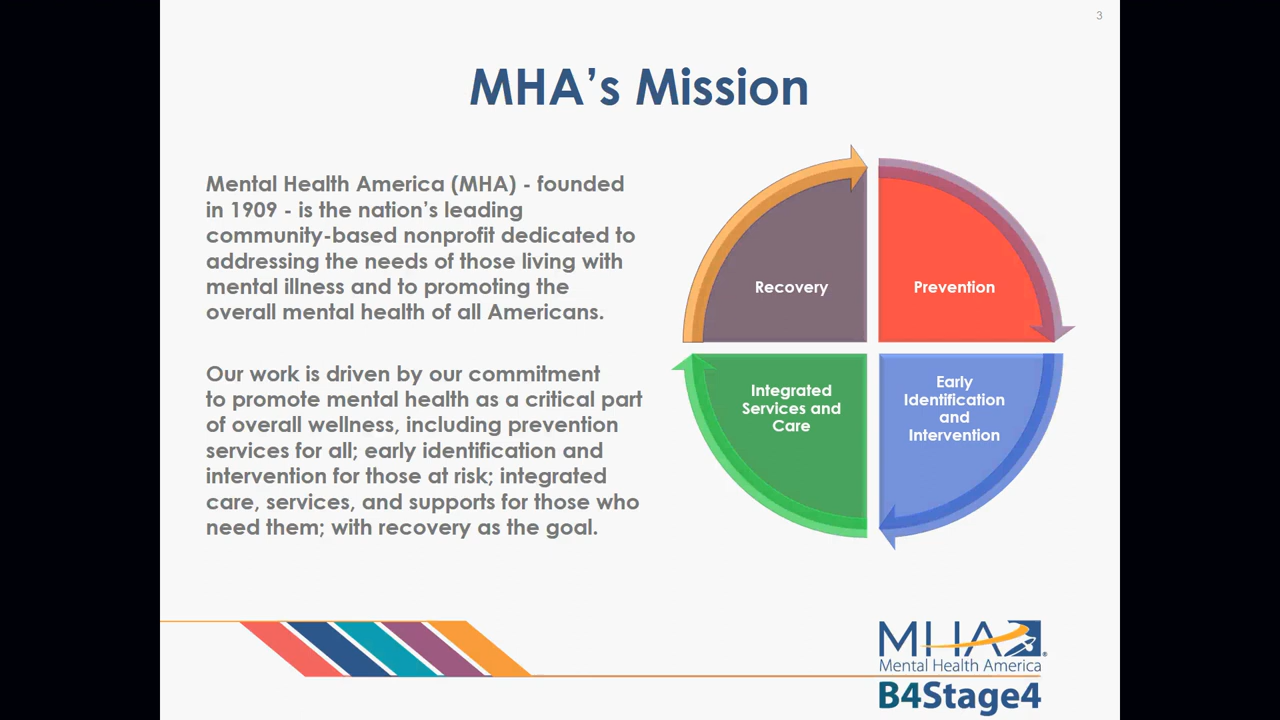 3
MHA’s Mission
Mental Health America (MHA) - founded
in 1909 - is the nation’s leading
community-based nonprofit dedicated to
addressing the needs of those living with
mental illness and to promoting the
overall mental health of all Americans.
Our work is driven by our commitment
to promote mental health as a critical part
of overall wellness, including prevention
services for all; early identification and
intervention for those at risk; integrated
care, services, and supports for those who
need them; with recovery as the goal.
Recovery
Prevention
Integrated
Services and
Care
Early
Identification
and
Intervention
MHA®
Mental Health America
B4Stage4